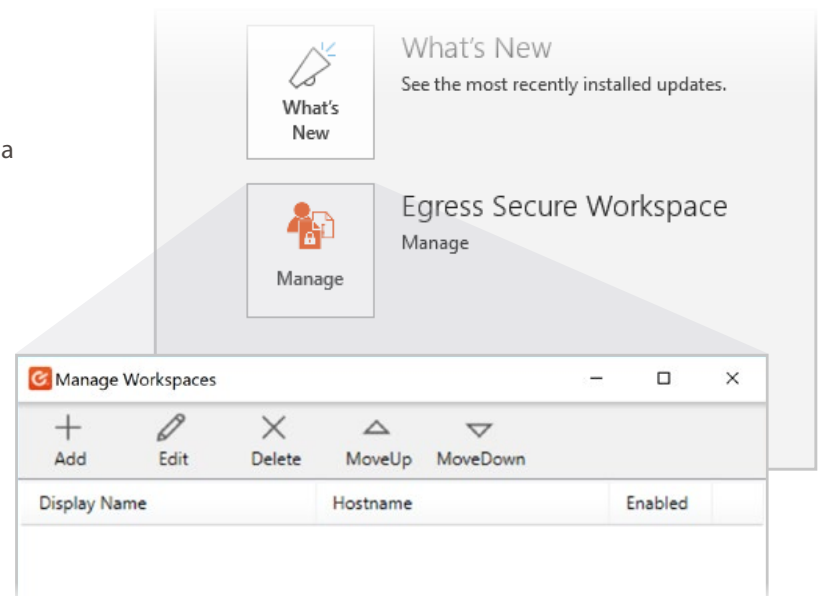 What's New
See the most recently installed updates.
What's
New
a
Egress Secure Workspace
Manage
Manage
Manage Workspaces
Add Edit Delete MoveUp MoveDown
Display Name Hostname Enabled